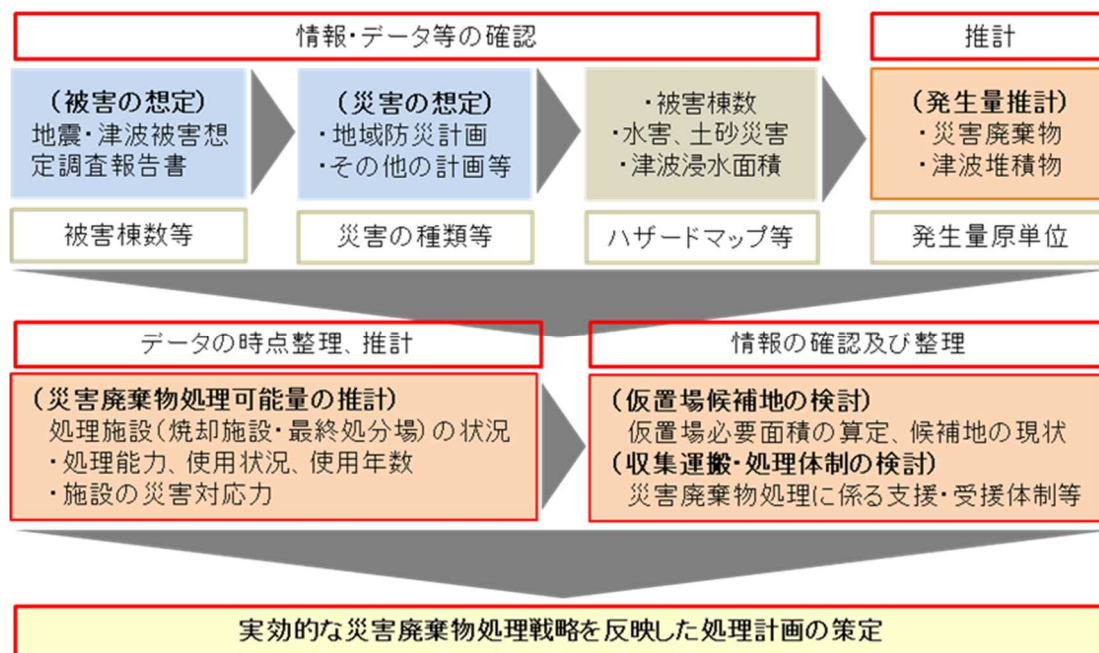 情報・データ等の確認
推計
（被害の想定）
地震・津波被害想
定調査報告書
（災害の想定）
・地域防災計画
・その他の計画等
・被害棟数
・水害、土砂災害
・津波浸水面積
（発生量推計）
・災害廃棄物
・津波堆積物
被害棟数等
災害の種類等
ハザードマップ等
発生量原単位
データの時点整理、推計
情報の確認及び整理
（災害廃棄物処理可能量の推計）
処理施設（焼却施設・最終処分場）の状況
・処理能力、使用状況、使用年数
・施設の災害対応力
（仮置場候補地の検討）
仮置場必要面積の算定、候補地の現状
（収集運搬・処理体制の検討）
災害廃棄物処理に係る支援・受援体制等
実効的な災害廃棄物処理戦略を反映した処理計画の策定